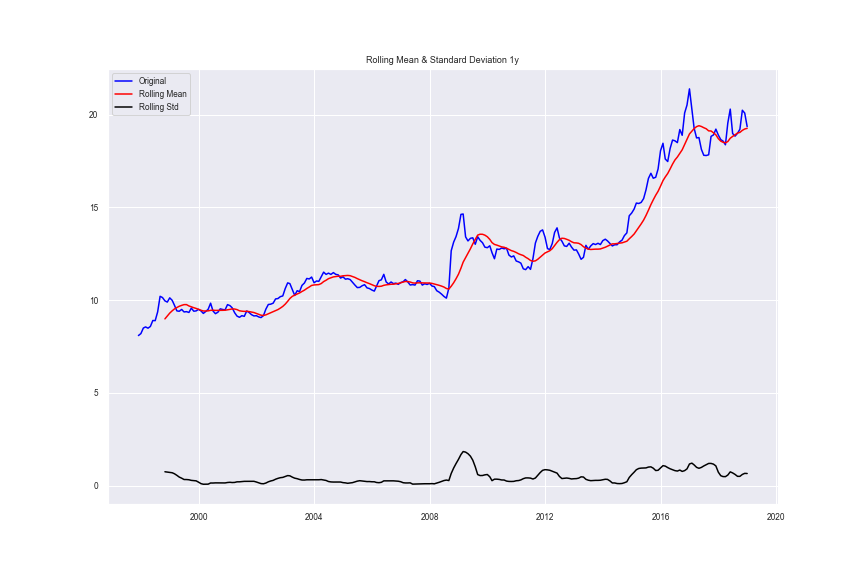 Rolling Mean & Standard Deviation 1y
Original
Rolling Mean
Rolling Std
20
15
10
5
0
2000 2004 2008 2012 2016 2020